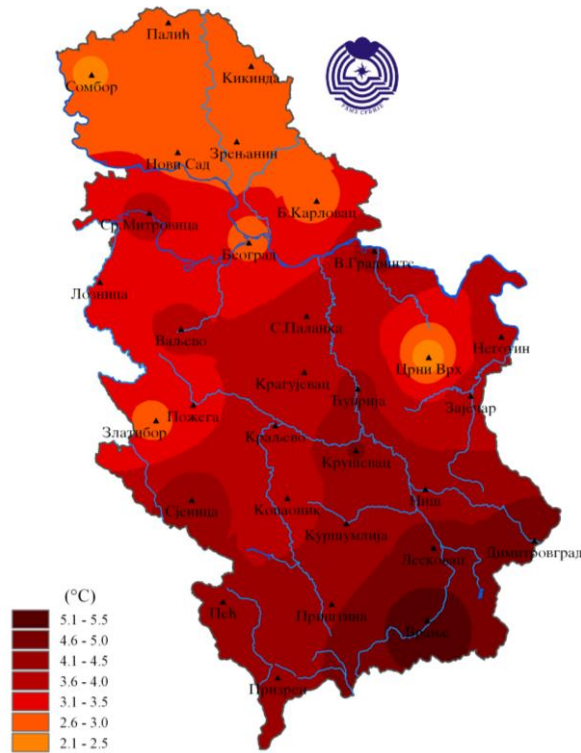 Палић
Кикинда
Сомбор
Зрењанин
Нови Сад
Б.Карловац
Ср.Митровица
Београд
В.Градиште
Лозница
Ваљево
С.Паланка
Неготин
Црни Врх
Крагујевац
Зајечар
Ћуприја
Пожега
Златибор
Краљево
Крушевац
Ниш
Сјеница
Копаоник
Куршумлија
Димитровград
Лесковац
Пећ
Приштина
Врање
Призрен
РХМЗ СРБИЈЕ
(°C)
5.1 - 5.5
4.6 - 5.0
4.1 - 4.5
3.6 - 4.0
3.1 - 3.5
2.6 - 3.0
2.1 - 2.5